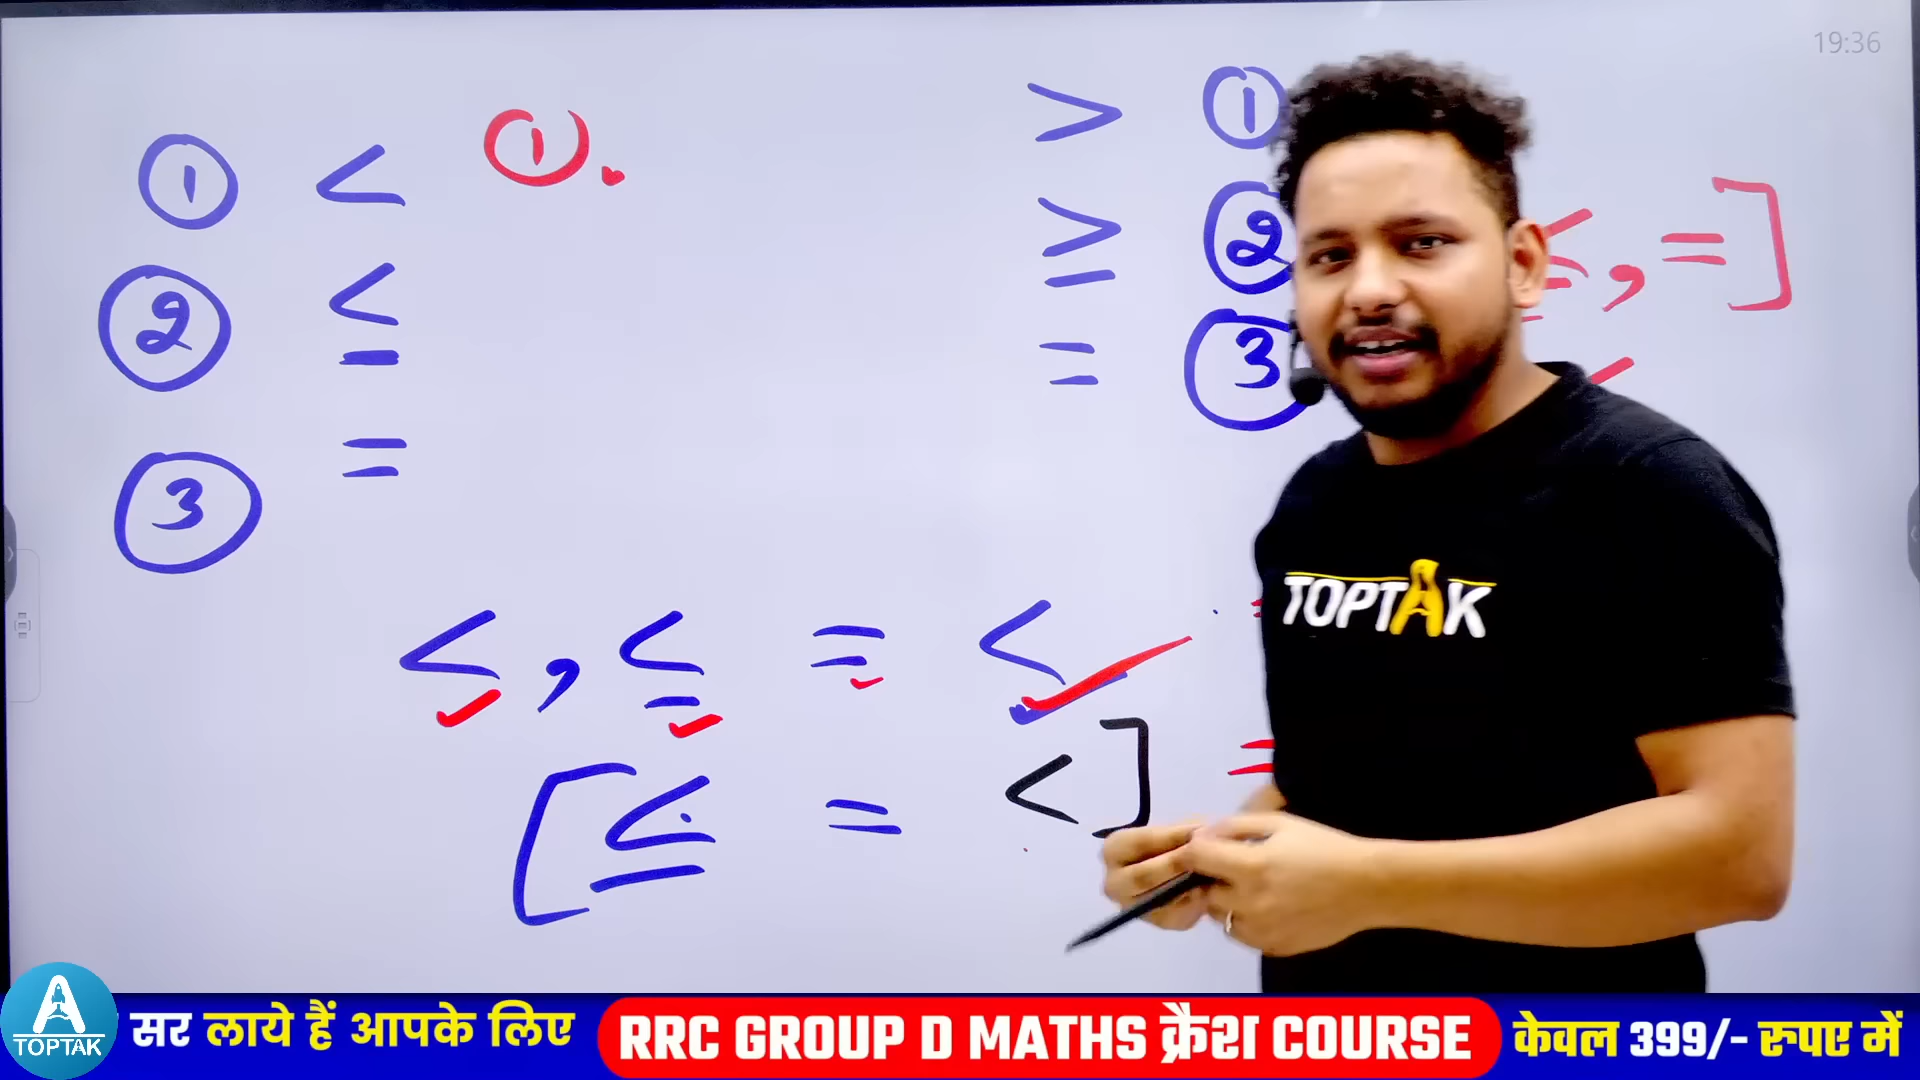 19:36
① < ①.
② ≤
③ =
> ①
≥ ②
= ③
, = ]
<, ≤ = <
[ ≤ = < ]
TOPTAK
TOPTAK
सर लाये हैं आपके लिए RRC GROUP D MATHS क्रैश COURSE केवल 399/- रुपए में